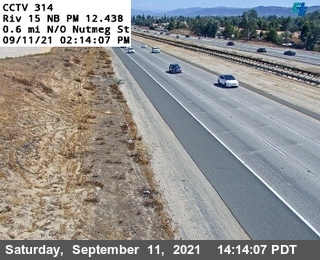 CCTV 314
Riv 15 NB PM 12.438
0.6 mi N/O Nutmeg St
09/11/21 02:14:07 PM
Saturday, September 11, 2021 14:14:07 PDT